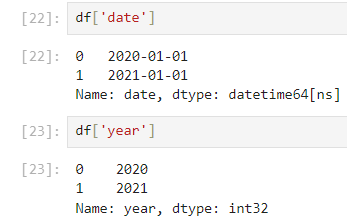 [22]: df['date']
[22]: 0   2020-01-01
1   2021-01-01
Name: date, dtype: datetime64[ns]
[23]: df['year']
[23]: 0    2020
1    2021
Name: year, dtype: int32